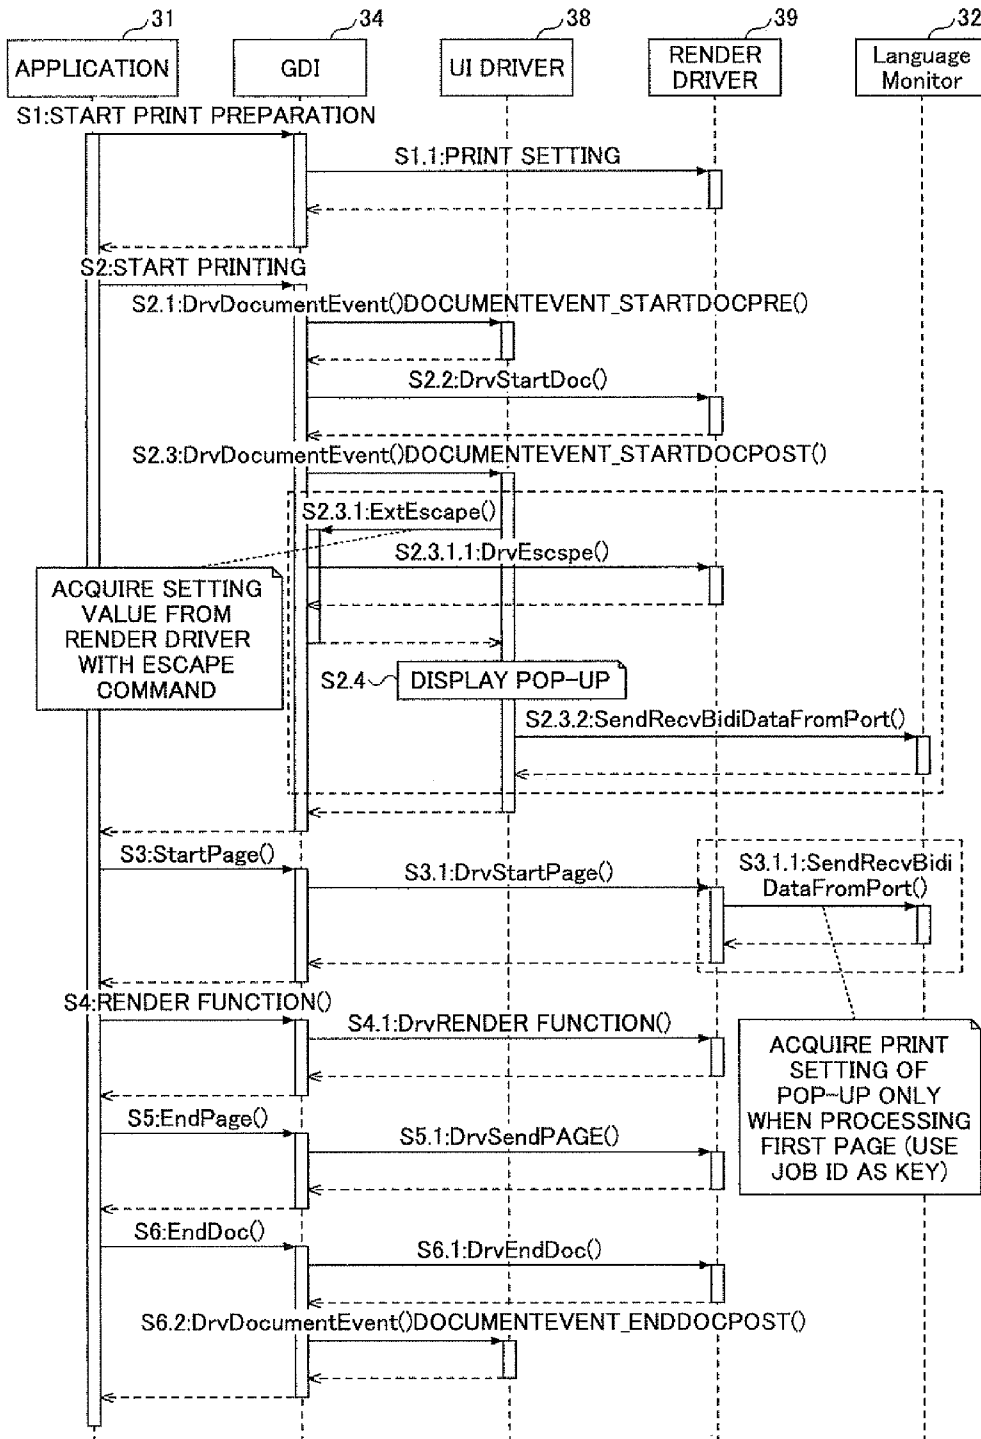 31
34
38
39
32
APPLICATION
GDI
UI DRIVER
RENDER
DRIVER
Language
Monitor
S1:START PRINT PREPARATION
S1.1:PRINT SETTING
S2:START PRINTING
S2.1:DrvDocumentEvent()DOCUMENTEVENT_STARTDOCPRE()
S2.2:DrvStartDoc()
S2.3:DrvDocumentEvent()DOCUMENTEVENT_STARTDOCPOST()
S2.3.1:ExtEscape()
S2.3.1.1:DrvEscspe()
ACQUIRE SETTING
VALUE FROM
RENDER DRIVER
WITH ESCAPE
COMMAND
S2.4
DISPLAY POP-UP
S2.3.2:SendRecvBidiDataFromPort()
S3:StartPage()
S3.1:DrvStartPage()
S3.1.1:SendRecvBidi
DataFromPort()
S4:RENDER FUNCTION()
S4.1:DrvRENDER FUNCTION()
ACQUIRE PRINT
SETTING OF
POP-UP ONLY
WHEN PROCESSING
FIRST PAGE (USE
JOB ID AS KEY)
S5:EndPage()
S5.1:DrvSendPAGE()
S6:EndDoc()
S6.1:DrvEndDoc()
S6.2:DrvDocumentEvent()DOCUMENTEVENT_ENDDOCPOST()